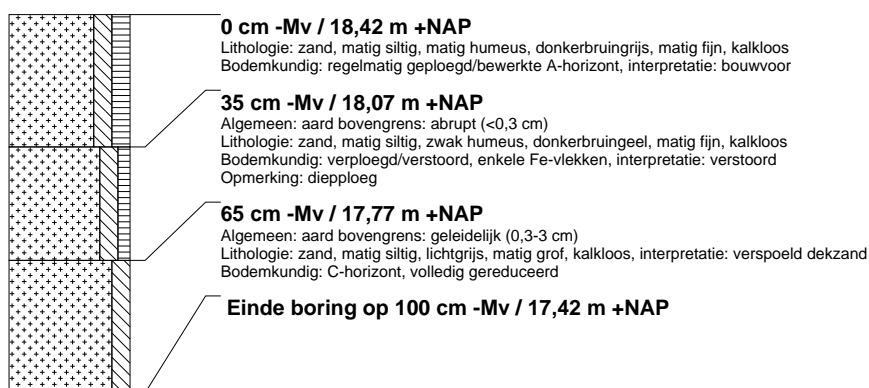 0 cm -Mv / 18,42 m +NAP
Lithologie: zand, matig siltig, matig humeus, donkerbruingrijs, matig fijn, kalkloos
Bodemkundig: regelmatig geploegd/bewerkte A-horizont, interpretatie: bouwvoor
35 cm -Mv / 18,07 m +NAP
Algemeen: aard bovengrens: abrupt (<0,3 cm)
Lithologie: zand, matig siltig, zwak humeus, donkerbruingeel, matig fijn, kalkloos
Bodemkundig: verploegd/verstoord, enkele Fe-vlekken, interpretatie: verstoord
Opmerking: diepploeg
65 cm -Mv / 17,77 m +NAP
Algemeen: aard bovengrens: geleidelijk (0,3-3 cm)
Lithologie: zand, matig siltig, lichtgrijs, matig grof, kalkloos, interpretatie: verspoeld dekzand
Bodemkundig: C-horizont, volledig gereduceerd
Einde boring op 100 cm -Mv / 17,42 m +NAP